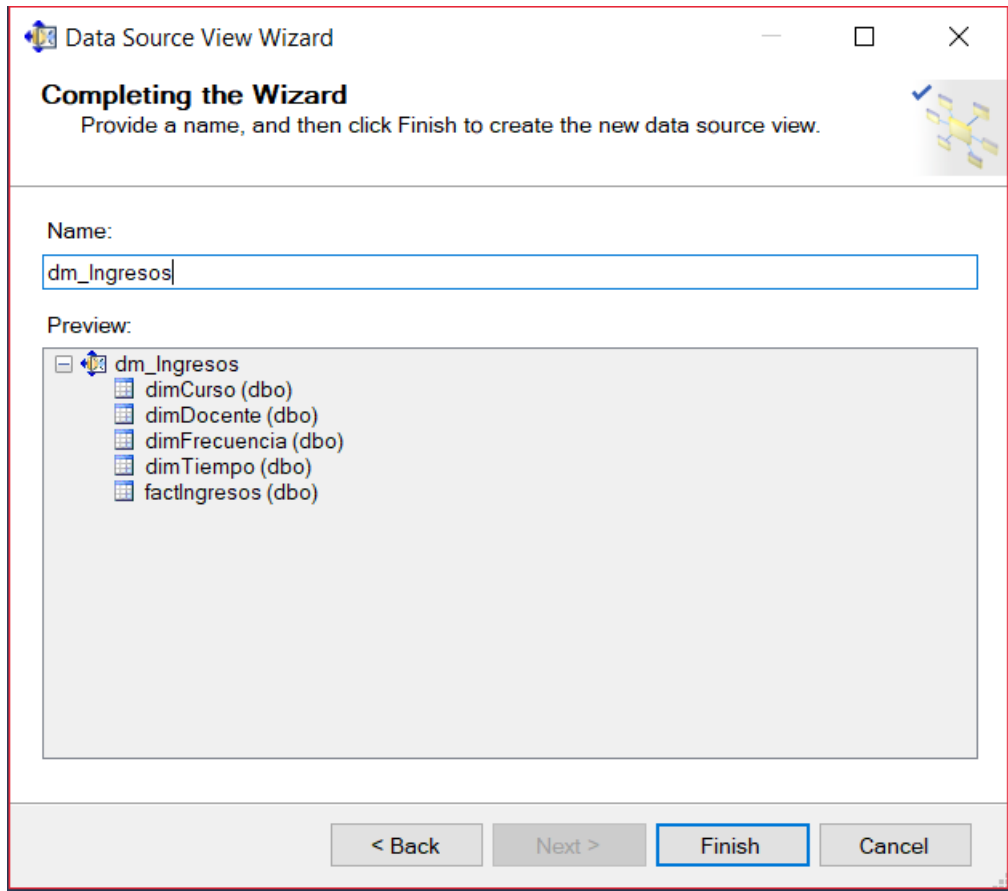 Data Source View Wizard
Completing the Wizard
Provide a name, and then click Finish to create the new data source view.
Name:
dm_Ingresos
Preview:
dm_Ingresos
dimCurso (dbo)
dimDocente (dbo)
dimFrecuencia (dbo)
dimTiempo (dbo)
factIngresos (dbo)
< Back Next > Finish Cancel